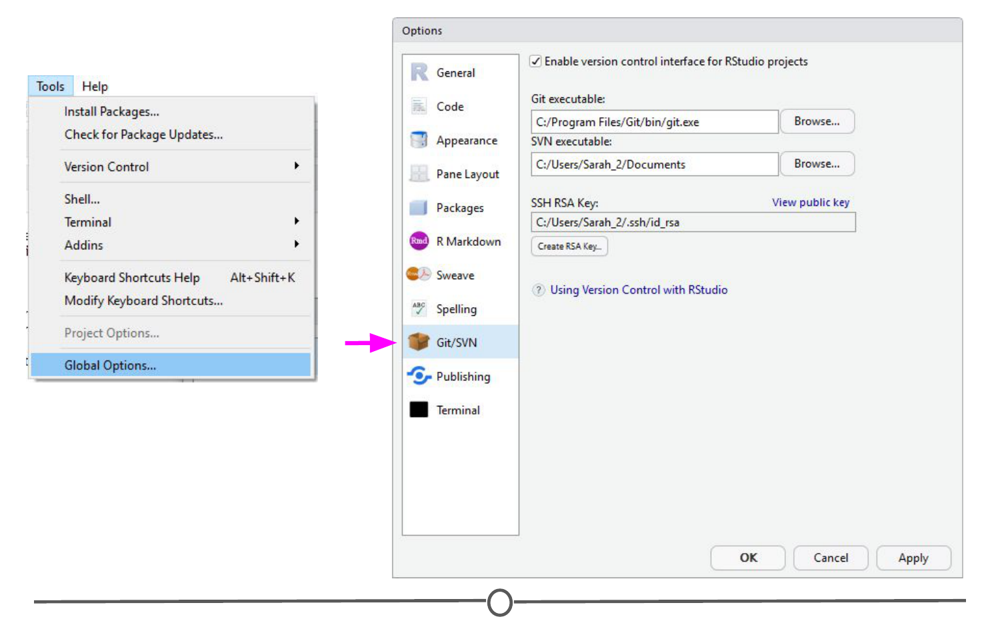 Tools Help
Install Packages...
Check for Package Updates...
Version Control
Shell...
Terminal
Addins
Keyboard Shortcuts Help Alt+Shift+K
Modify Keyboard Shortcuts...
Project Options...
Global Options...
Options
General
Code
Appearance
Pane Layout
Packages
Rmd R Markdown
Sweave
ABC Spelling
Git/SVN
Publishing
Terminal
Enable version control interface for RStudio projects
Git executable:
C:/Program Files/Git/bin/git.exe Browse...
SVN executable:
C:/Users/Sarah_2/Documents Browse...
SSH RSA Key: View public key
C:/Users/Sarah_2/.ssh/id_rsa
Create RSA Key...
? Using Version Control with RStudio
OK Cancel Apply